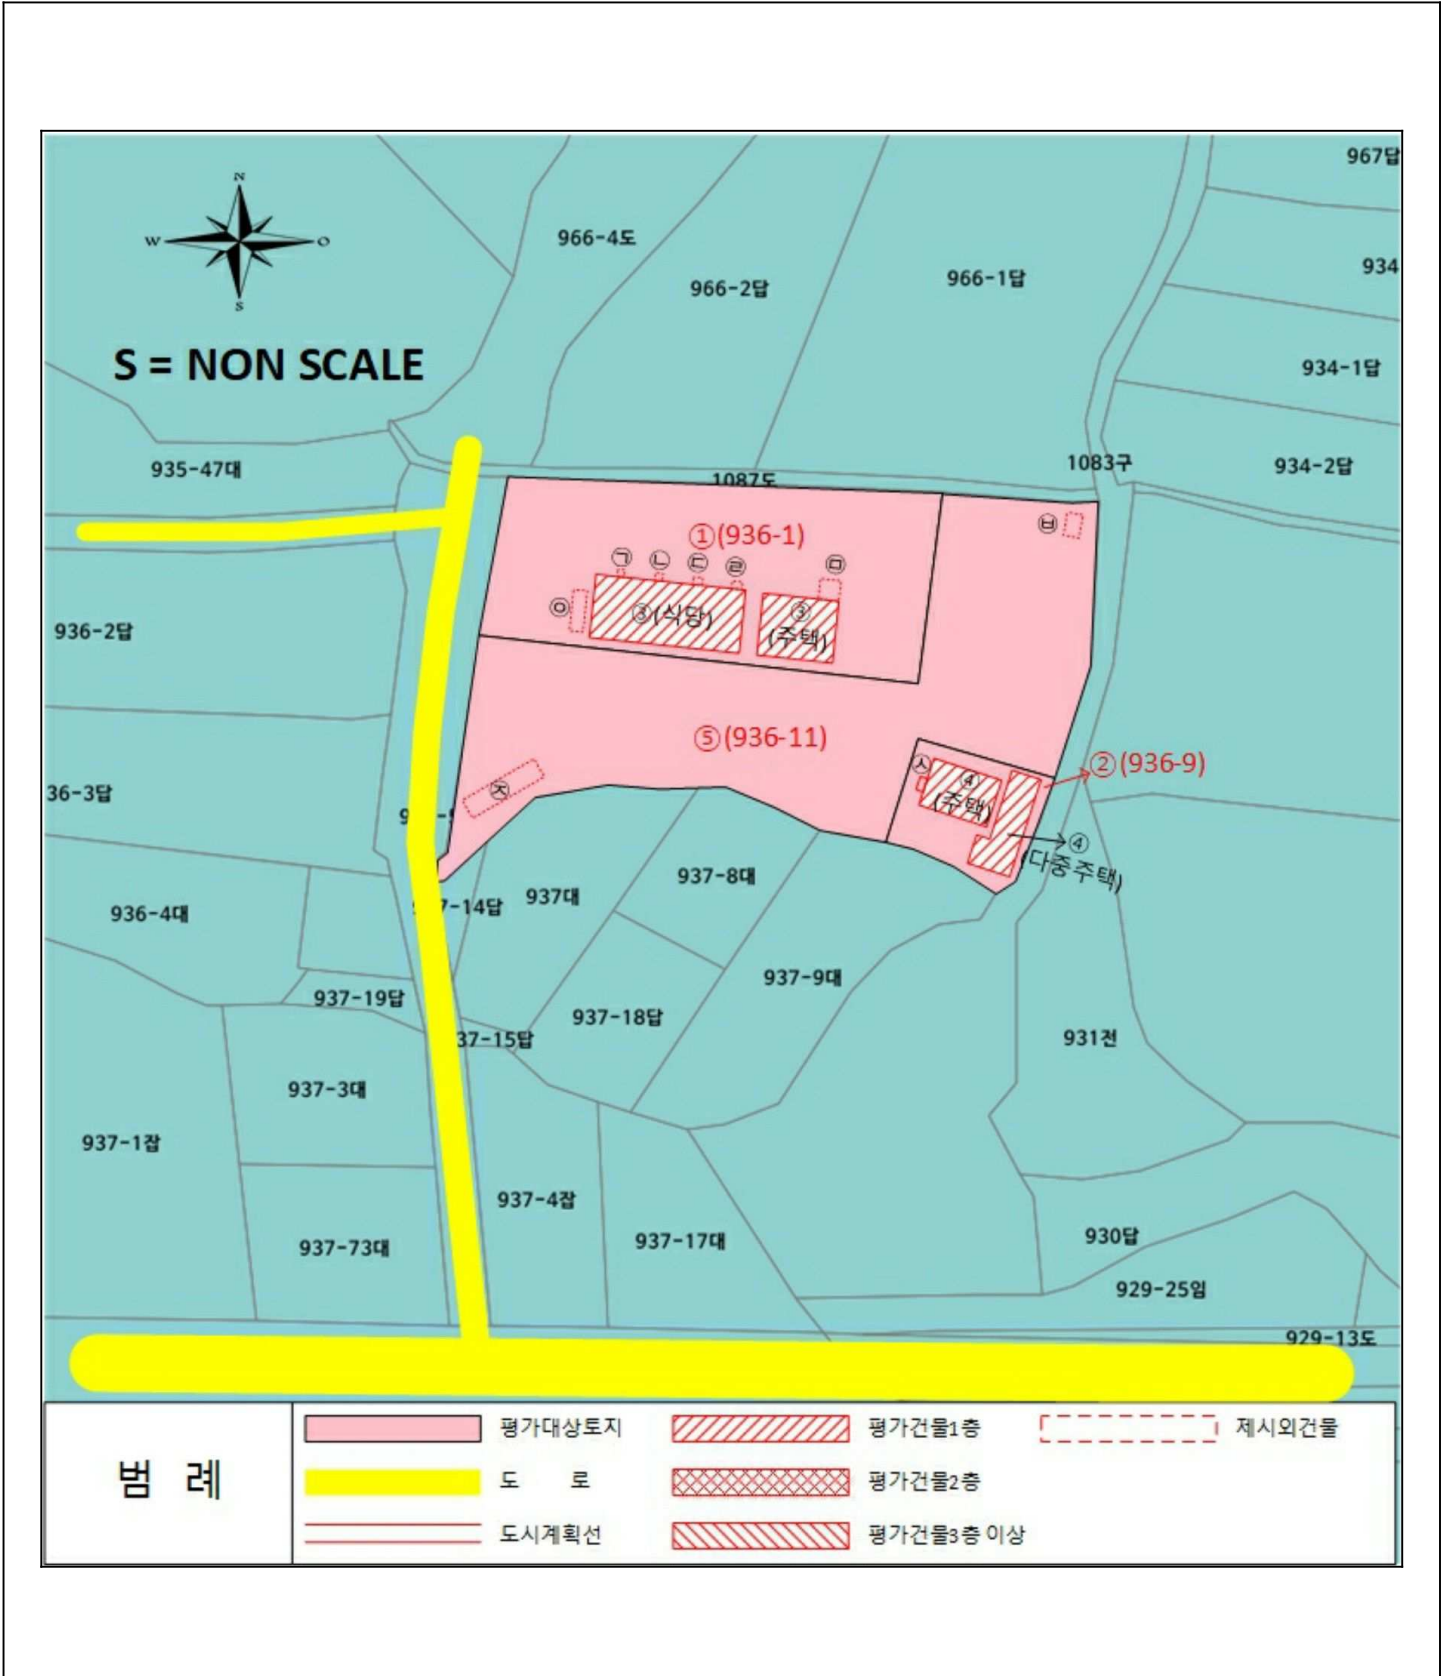 967답
N
W O
S
966-4도
934
966-2답
966-1답
S = NON SCALE
934-1답
935-47대
1083구
934-2답
1087도
①(936-1)
㉥
㉠ ㉡ ㉢ ㉣ ㉤
㉧
③(식당)
③
(주택)
936-2답
⑤(936-11)
②(936-9)
㉦
④
(주택)
㉨
36-3답
④
(다중주택)
937-8대
937대
7-14답
936-4대
937-9대
937-19답
937-18답
37-15답
931전
937-3대
937-1잡
937-4잡
937-17대
930답
937-73대
929-25임
929-13도
범 례
평가대상토지
평가건물1층
제시외건물
도 로
평가건물2층
도시계획선
평가건물3층 이상